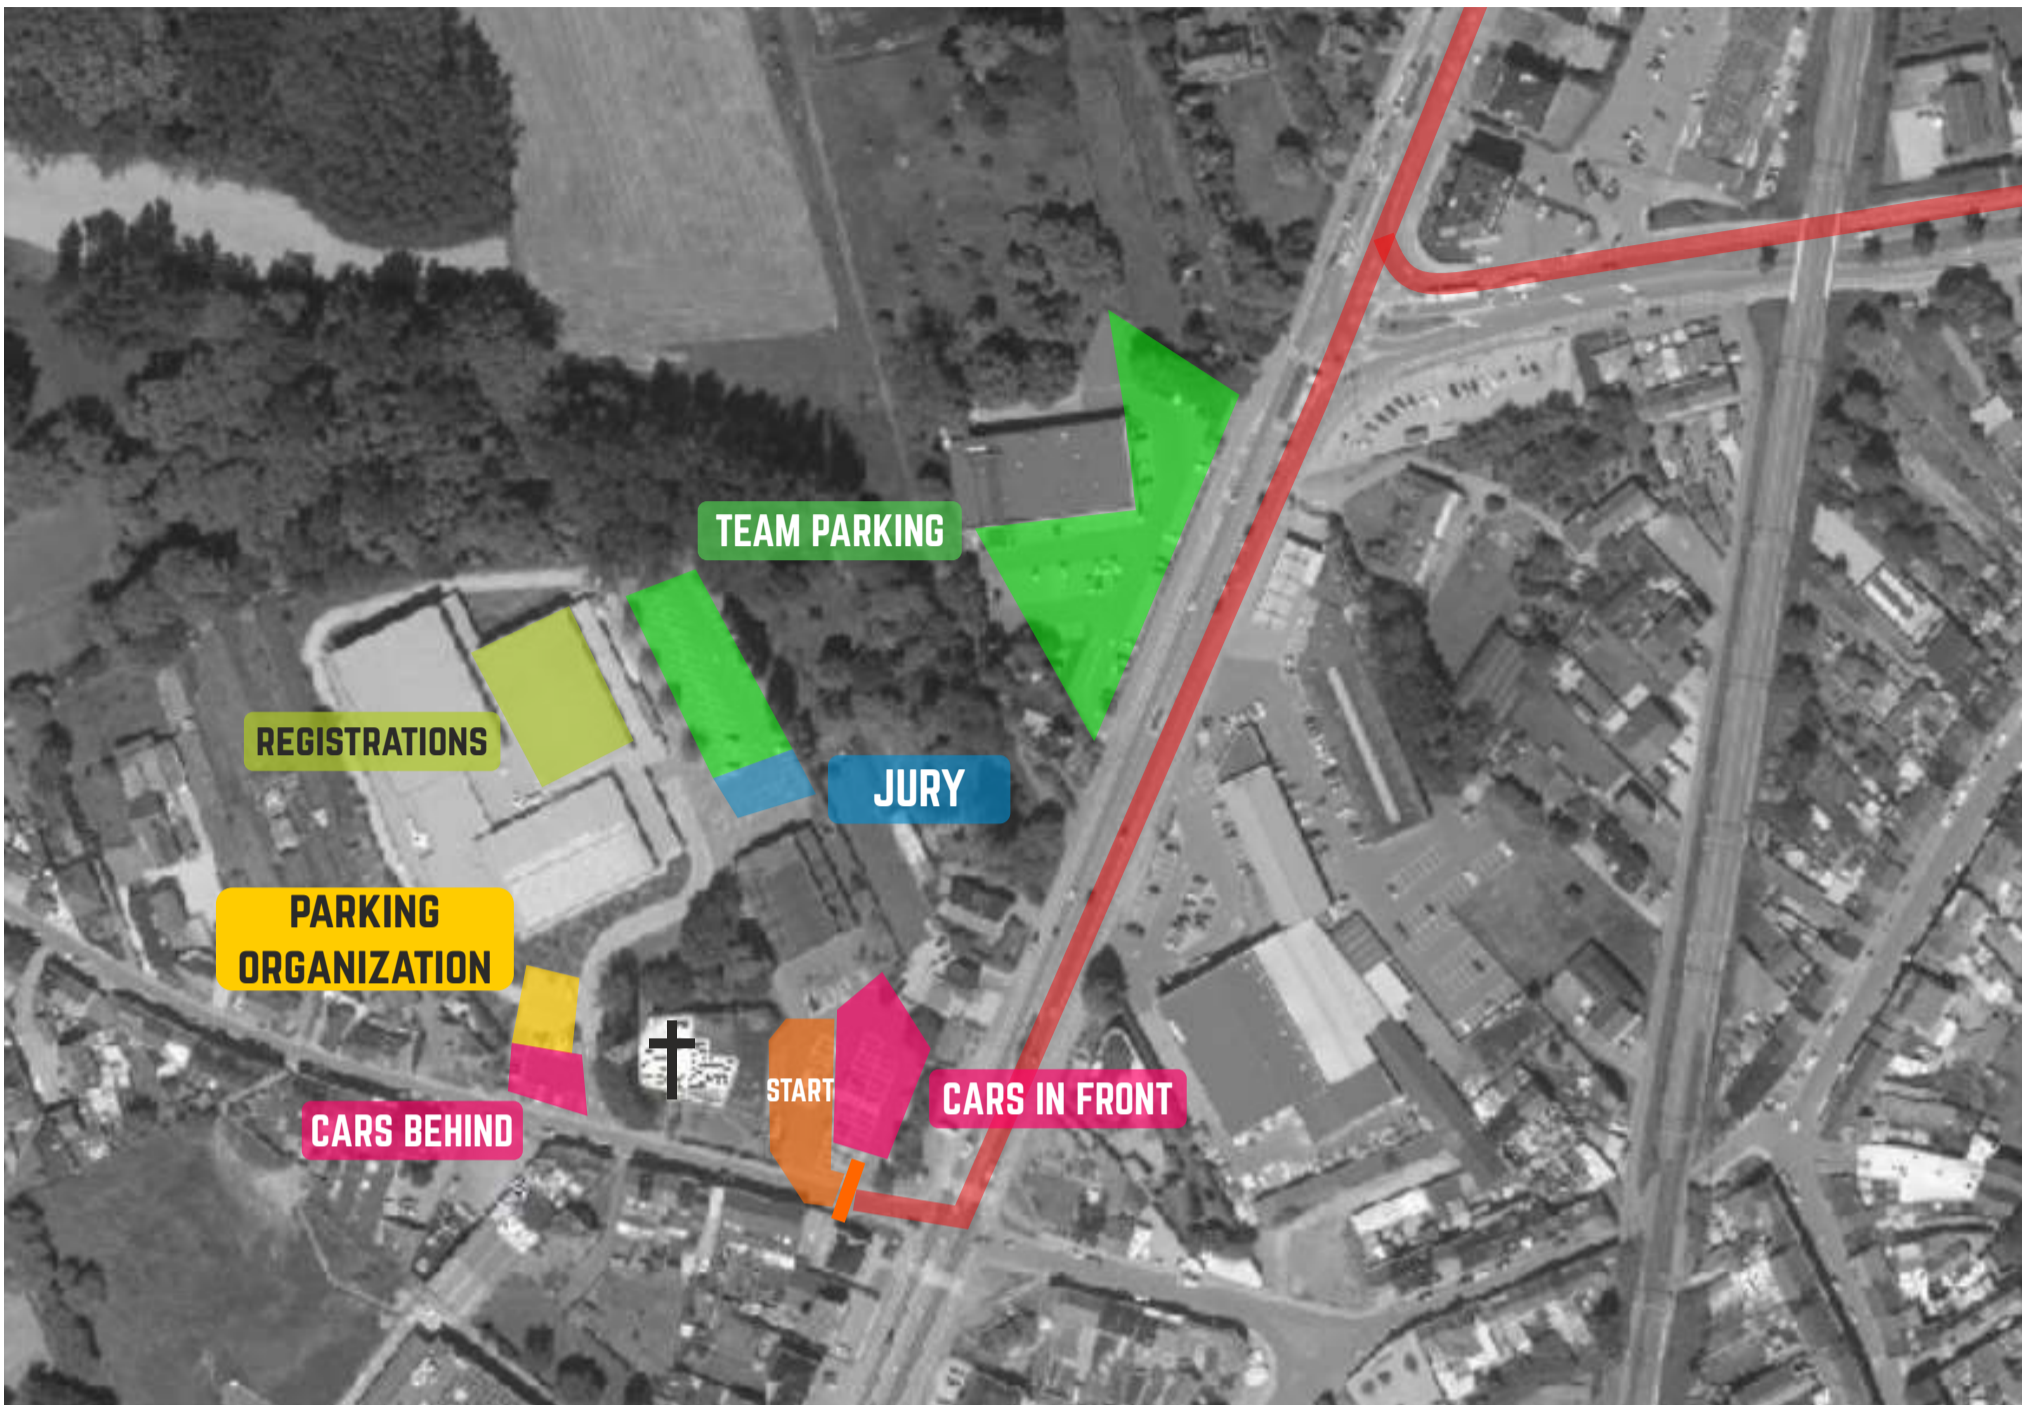 TEAM PARKING
REGISTRATIONS
JURY
PARKING
ORGANIZATION
START
CARS IN FRONT
CARS BEHIND